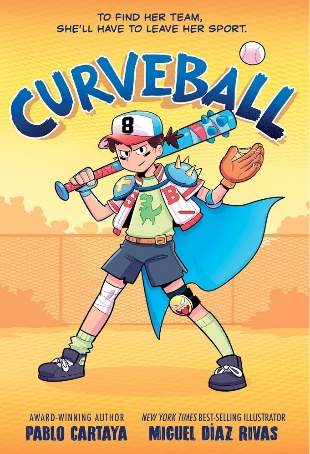 TO FIND HER TEAM,
SHE'LL HAVE TO LEAVE HER SPORT.
CURVEBALL
8
B
AWARD-WINNING AUTHOR
PABLO CARTAYA
NEW YORK TIMES BEST-SELLING ILLUSTRATOR
MIGUEL DÍAZ RIVAS